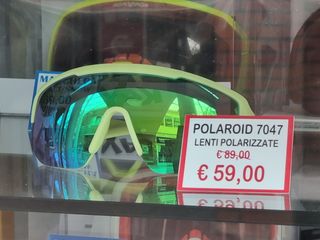 POLAROID 7047
LENTI POLARIZZATE
€ 89,00
€ 59,00